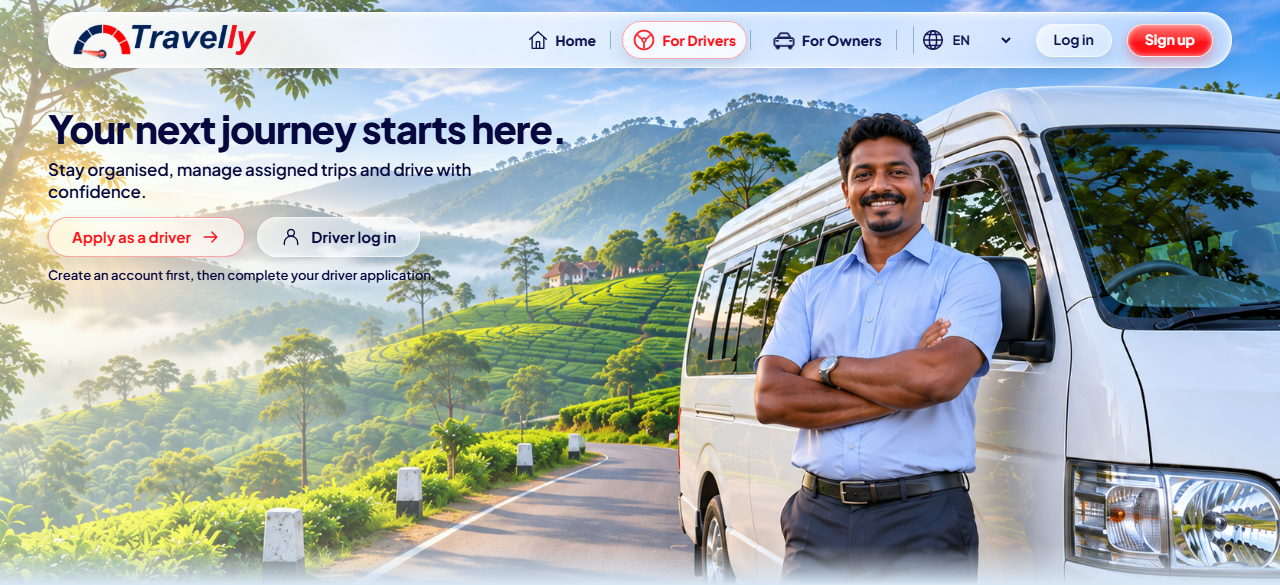 Travelly
Home
For Drivers
For Owners
EN
Log in
Sign up
Your next journey starts here.
Stay organised, manage assigned trips and drive with
confidence.
Apply as a driver
Driver log in
Create an account first, then complete your driver application.